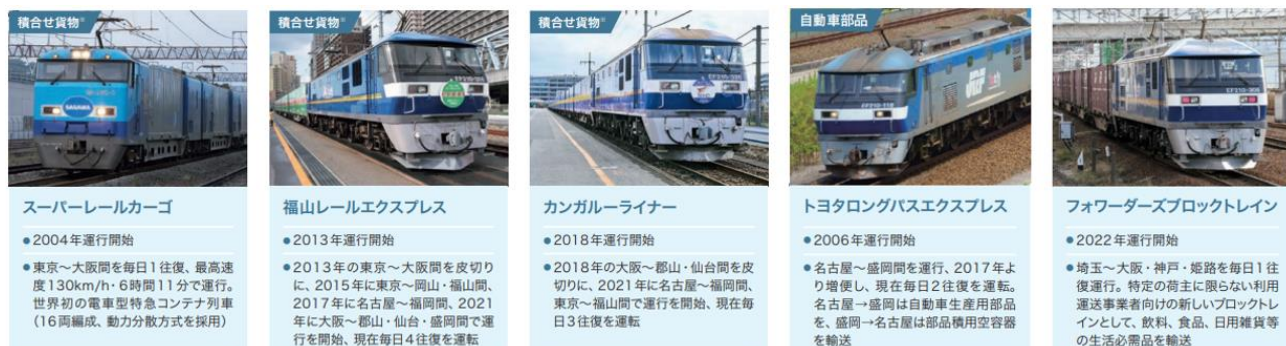 積合せ貨物※
スーパーレールカーゴ
●2004年運行開始
●東京〜大阪間を毎日1往復、最高速
度130km/h・6時間11分で運行。
世界初の電車型特急コンテナ列車
(16両編成、動力分散方式を採用)
積合せ貨物※
福山レールエクスプレス
●2013年運行開始
●2013年の東京〜大阪間を皮切り
に、2015年に東京〜岡山・福山間、
2017年に名古屋〜福岡間、2021
年に大阪〜郡山・仙台・盛岡間で運
行を開始、現在毎日4往復を運転
積合せ貨物※
カンガルーライナー
●2018年運行開始
●2018年の大阪〜郡山・仙台間を皮
切りに、2021年に名古屋〜福岡間、
東京〜福山間で運行を開始、現在毎
日3往復を運転
自動車部品
トヨタロングパスエクスプレス
●2006年運行開始
●名古屋〜盛岡間を運行、2017年よ
り増便し、現在毎日2往復を運転。
名古屋→盛岡は自動車生産用部品
を、盛岡→名古屋は部品積用空容器
を輸送
フォワーダーズブロックトレイン
●2022年運行開始
●埼玉〜大阪・神戸・姫路を毎日1往
復運行。特定の荷主に限らない利用
運送事業者向けの新しいブロックトレ
インとして、飲料、食品、日用雑貨等
の生活必需品を輸送
SAGAWA